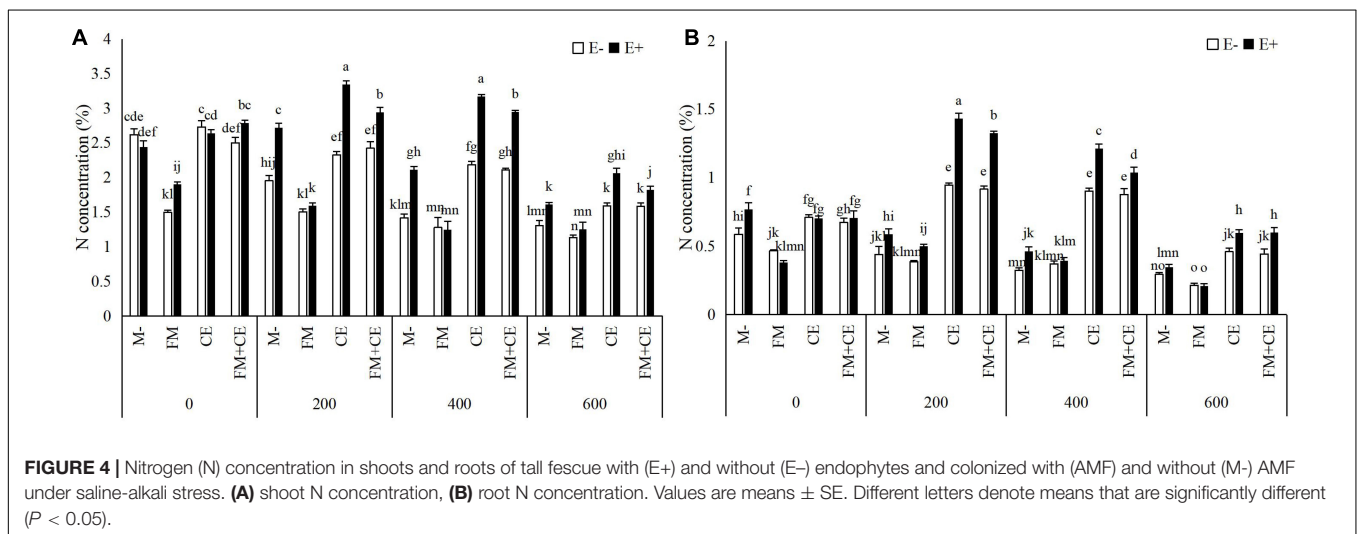 A
B
4
3.5
3
2.5
2
1.5
1
0.5
0
N concentration (%)
E- E+
cde def kl ij c cd def bc hij c kl k ef a ef b klm gh mn mn fg a gh b lmn k n mn k ghi k j
M- FM CE FM+CE M- FM CE FM+CE M- FM CE FM+CE M- FM CE FM+CE
0 200 400 600
2
1.5
1
0.5
0
N concentration (%)
E- E+
hi f jk klmn fg fg gh fg jkl hi klmn ij e a e b mn jk klmn klm e c e d no lmn o o jk h jk h
M- FM CE FM+CE M- FM CE FM+CE M- FM CE FM+CE M- FM CE FM+CE
0 200 400 600
FIGURE 4 | Nitrogen (N) concentration in shoots and roots of tall fescue with (E+) and without (E–) endophytes and colonized with (AMF) and without (M-) AMF
under saline-alkali stress. (A) shoot N concentration, (B) root N concentration. Values are means ± SE. Different letters denote means that are significantly different
(P < 0.05).